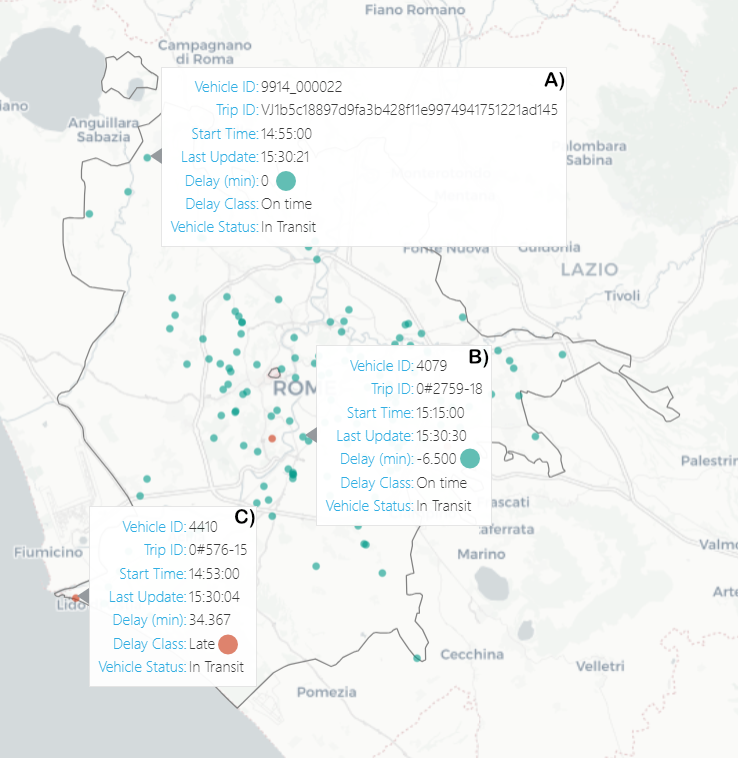 Fiano Romano
Campagnano
di Roma
iano
Anguillara
Sabazia
A)
Vehicle ID: 9914_000022
Trip ID: VJ1b5c18897d9fa3b428f11e9974941751221ad145
Start Time: 14:55:00
Last Update: 15:30:21
Delay (min): 0
Delay Class: On time
Vehicle Status: In Transit
Palombara
Sabina
Fonte Nuova
Guidonia
LAZIO
Tivoli
ROM
B)
Vehicle ID: 4079
Trip ID: 0#2759-18
Start Time: 15:15:00
Last Update: 15:30:30
Delay (min): -6.500
Delay Class: On time
Vehicle Status: In Transit
Palestri
ascati
aferrata
Marino
Valm
Arte
C)
Vehicle ID: 4410
Trip ID: 0#576-15
Start Time: 14:53:00
Last Update: 15:30:04
Delay (min): 34.367
Delay Class: Late
Vehicle Status: In Transit
Fiumicino
Lido
Cecchina
Velletri
Pomezia